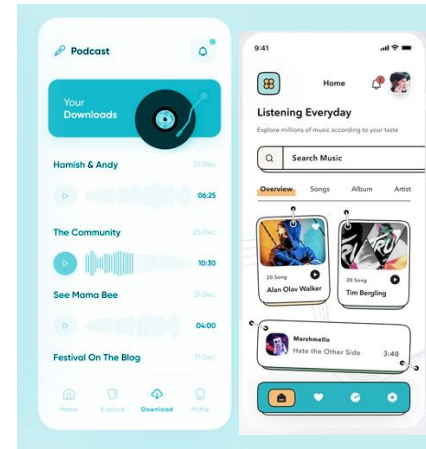 Podcast
Your
Downloads
Hamish & Andy 27 Dec
06:25
The Community 25 Dec
10:30
See Mama Bee 21 Dec
04:00
Festival On The Blog 17 Dec
Home Explore Download Profile
9:41
Home
Listening Everyday
Explore millions of music according to your taste
Search Music
Overview Songs Album Artist
20 Song
Alan Olav Walker
TRU
20 Song
Tim Bergling
Marshmello
Hate the Other Side 3:40